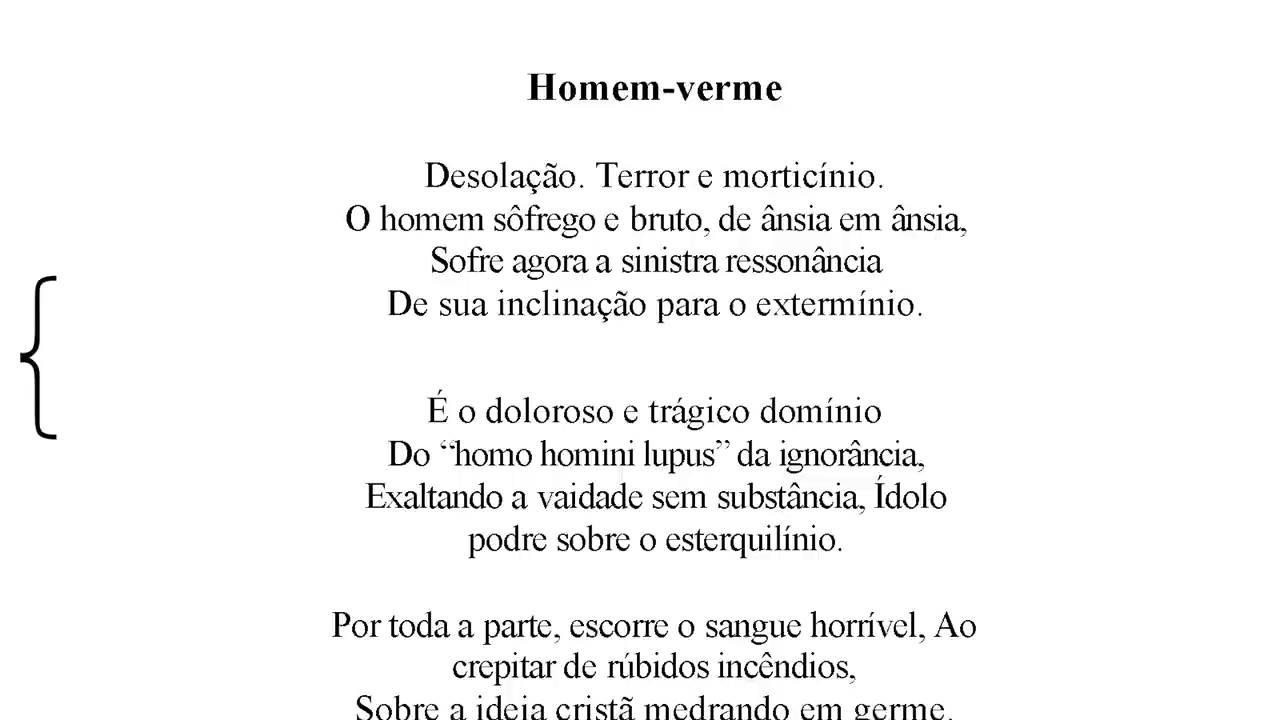 Homem-verme
Desolação. Terror e morticínio.
O homem sôfrego e bruto, de ânsia em ânsia,
Sofre agora a sinistra ressonância
De sua inclinação para o extermínio.
É o doloroso e trágico domínio
Do “homo homini lupus” da ignorância,
Exaltando a vaidade sem substância, Ídolo
podre sobre o esterquilínio.
Por toda a parte, escorre o sangue horrível, Ao
crepitar de rúbidos incêndios,
Sobre a ideia cristã medrando em germe.